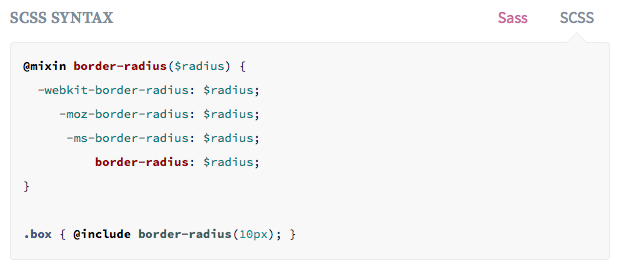 SCSS SYNTAX Sass SCSS
@mixin border-radius($radius) {
  -webkit-border-radius: $radius;
     -moz-border-radius: $radius;
      -ms-border-radius: $radius;
          border-radius: $radius;
}

.box { @include border-radius(10px); }